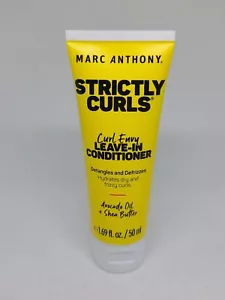 MARC ANTHONY.
STRICTLY
CURLS®
Curl Envy
LEAVE-IN
CONDITIONER
Detangles and Defrizzes
Hydrates dry and
frizzy curls.
Avocado Oil
+ Shea Butter
1.69 fl. oz. / 50 ml